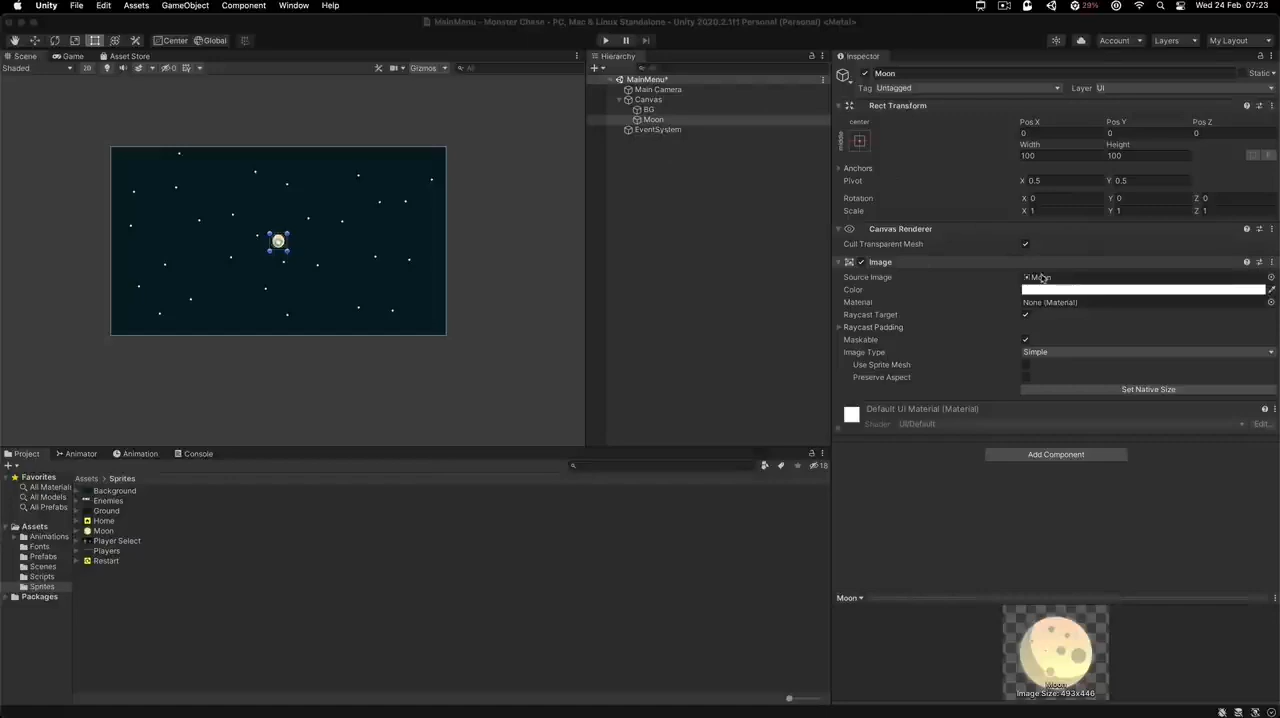 Unity File Edit Assets GameObject Component Window Help 29% Wed 24 Feb 07:23
MainMenu - Monster Chase - PC, Mac & Linux Standalone - Unity 2020.2.1f1 Personal (Personal) <Metal>
Center Global Account Layers My Layout
Scene Game Asset Store
Shaded 2D 0 Gizmos All
Hierarchy
All
MainMenu*
Main Camera
Canvas
BG
Moon
EventSystem
Inspector
Moon Static
Tag Untagged Layer UI
Rect Transform
center Pos X Pos Y Pos Z
middle 0 0 0
Width Height
100 100
R
Anchors
Pivot X 0.5 Y 0.5
Rotation X 0 Y 0 Z 0
Scale X 1 Y 1 Z 1
Canvas Renderer
Cull Transparent Mesh
Image
Source Image Moon
Color
Material None (Material)
Raycast Target
Raycast Padding
Maskable
Image Type Simple
Use Sprite Mesh
Preserve Aspect
Set Native Size
Default UI Material (Material)
Shader UI/Default Edit...
Add Component
Project Animator Animation Console
18
Favorites
All Materials
All Models
All Prefabs
Assets
Animations
Fonts
Prefabs
Scenes
Scripts
Sprites
Packages
Assets > Sprites
Background
Enemies
Ground
Home
Moon
Player Select
Players
Restart
Moon
Moon
Image Size: 493x446